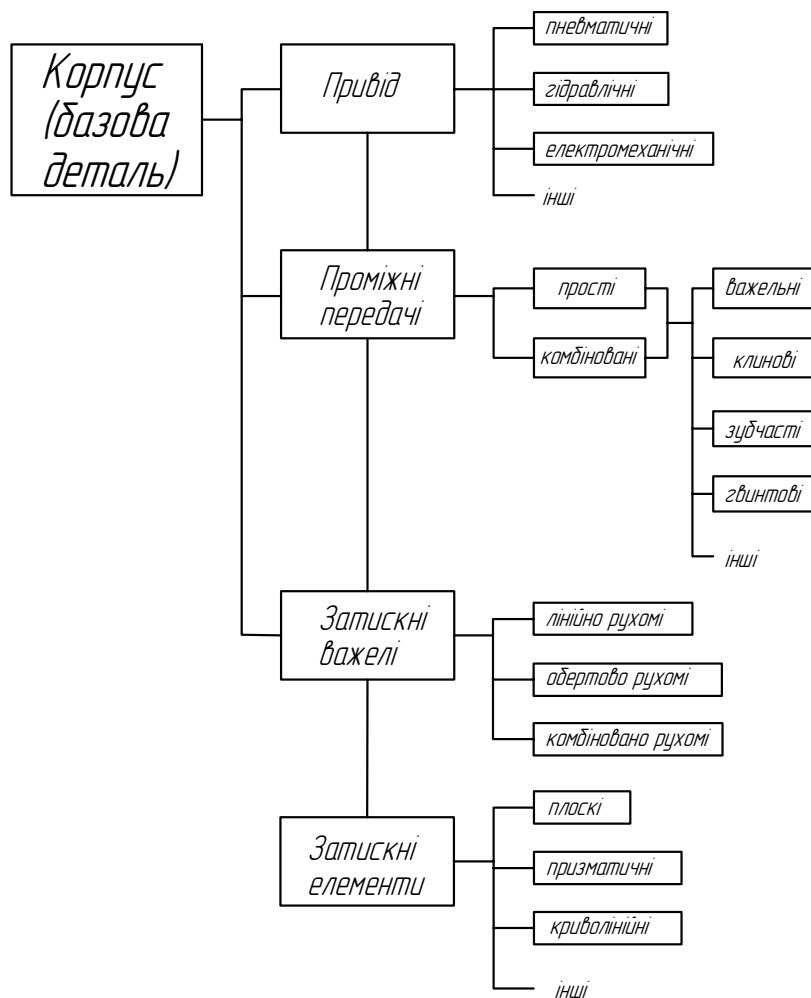 Корпус
(базова
деталь)
Привід
пневматичні
гідравлічні
електромеханічні
інші
Проміжні
передачі
прості
комбіновані
важельні
клинові
зубчасті
гвинтові
інші
Затискні
важелі
лінійно рухомі
обертово рухомі
комбіновано рухомі
Затискні
елементи
плоскі
призматичні
криволінійні
інші